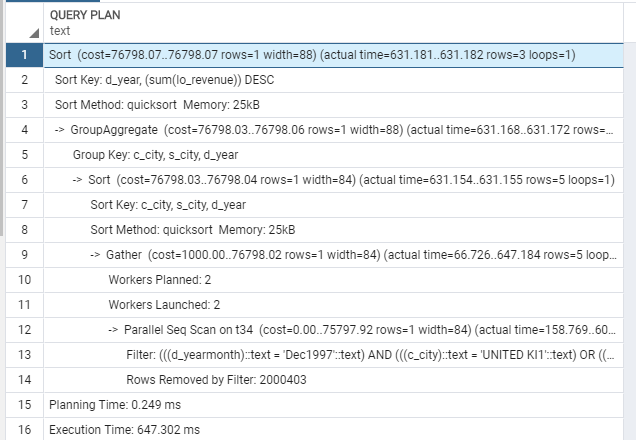 QUERY PLAN
text
1 Sort (cost=76798.07..76798.07 rows=1 width=88) (actual time=631.181..631.182 rows=3 loops=1)
2 Sort Key: d_year, (sum(lo_revenue)) DESC
3 Sort Method: quicksort Memory: 25kB
4 -> GroupAggregate (cost=76798.03..76798.06 rows=1 width=88) (actual time=631.168..631.172 rows=...
5 Group Key: c_city, s_city, d_year
6 -> Sort (cost=76798.03..76798.04 rows=1 width=84) (actual time=631.154..631.155 rows=5 loops=1)
7 Sort Key: c_city, s_city, d_year
8 Sort Method: quicksort Memory: 25kB
9 -> Gather (cost=1000.00..76798.02 rows=1 width=84) (actual time=66.726..647.184 rows=5 loop...
10 Workers Planned: 2
11 Workers Launched: 2
12 -> Parallel Seq Scan on t34 (cost=0.00..75797.92 rows=1 width=84) (actual time=158.769..60...
13 Filter: (((d_yearmonth)::text = 'Dec1997'::text) AND (((c_city)::text = 'UNITED KI1'::text) OR ((...
14 Rows Removed by Filter: 2000403
15 Planning Time: 0.249 ms
16 Execution Time: 647.302 ms